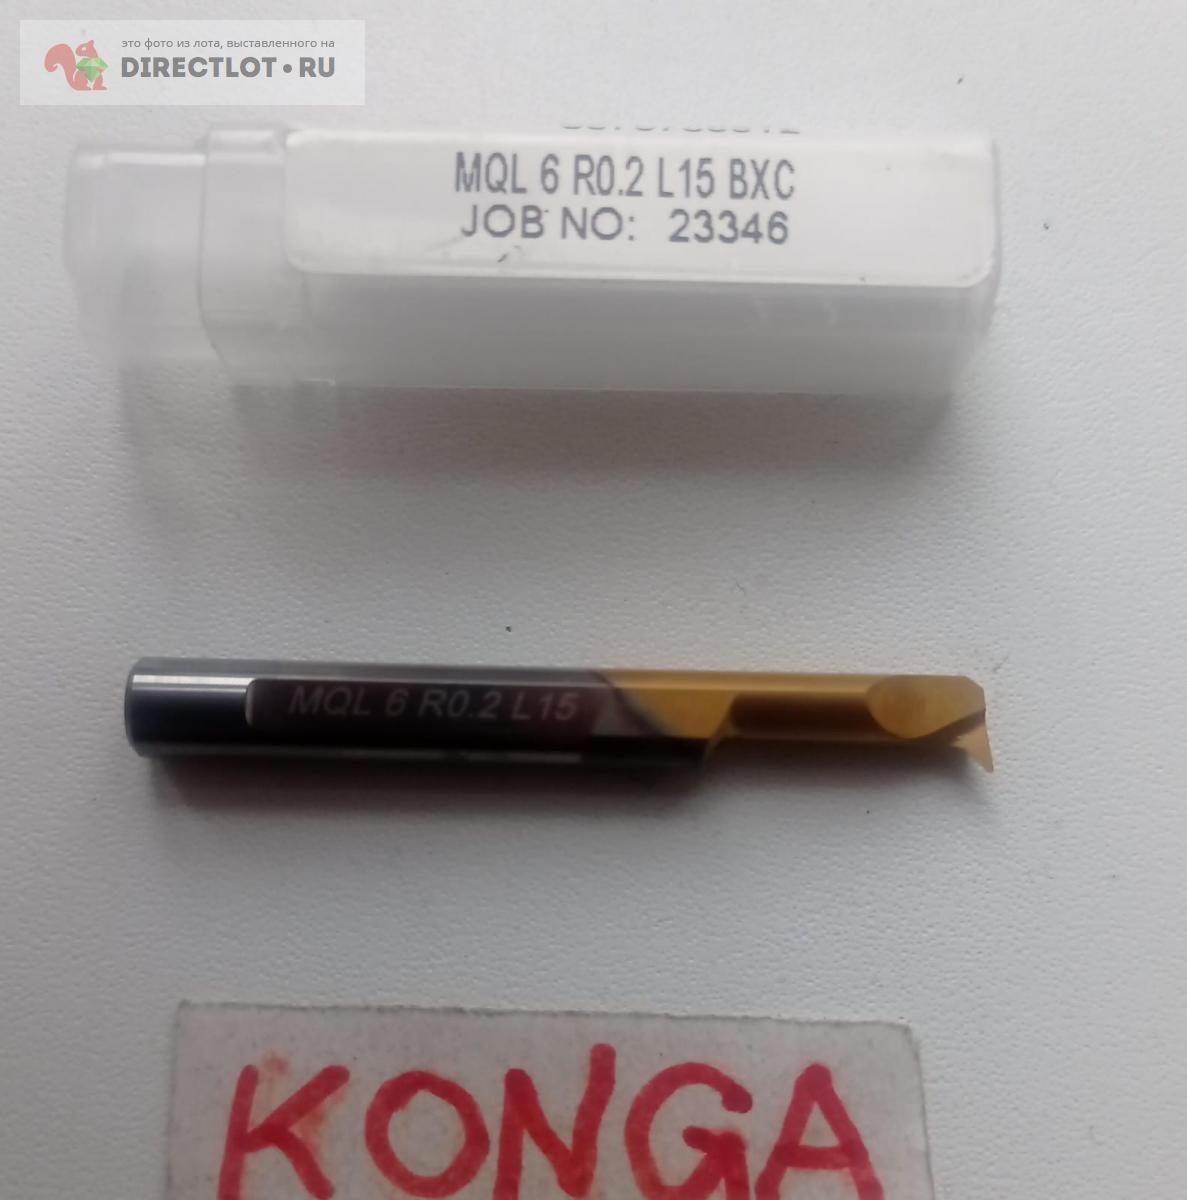 это фото из лота, выставленного на
DIRECTLOT•RU
MQL 6 R0.2 L15 BXC
JOB NO: 23346
MQL 6 R0.2 L15
KONGA